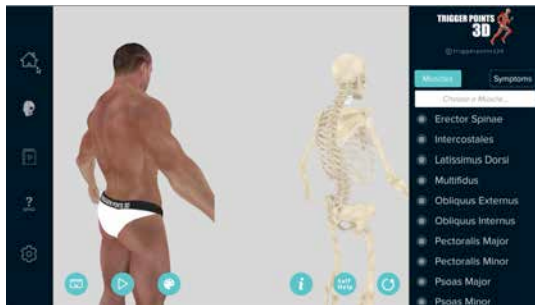 TRIGGER POINTS
3D
Muscles
Symptoms
Choose a Muscle...
Erector Spinae
Intercostales
Latissimus Dorsi
Multifidus
Obliquus Externus
Obliquus Internus
Pectoralis Major
Pectoralis Minor
Psoas Major
Psoas Minor
?
i
Self
Help